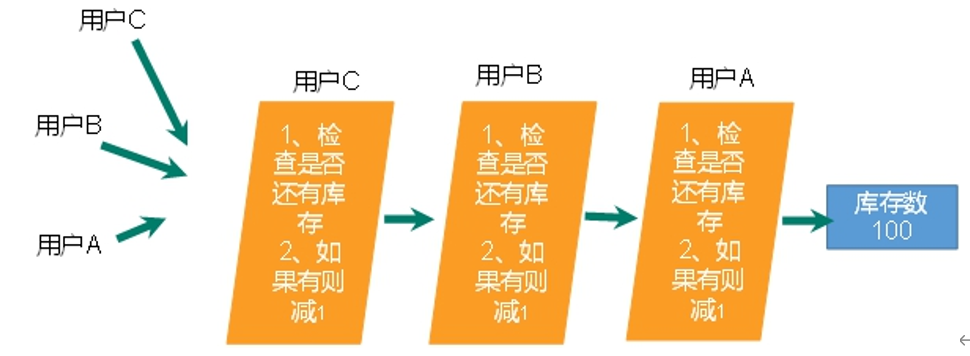 用户C
用户B
用户A
用户C
1、检
查是否
还有库
存
2、如
果有则
减1
用户B
1、检
查是否
还有库
存
2、如
果有则
减1
用户A
1、检
查是否
还有库
存
2、如
果有则
减1
库存数
100